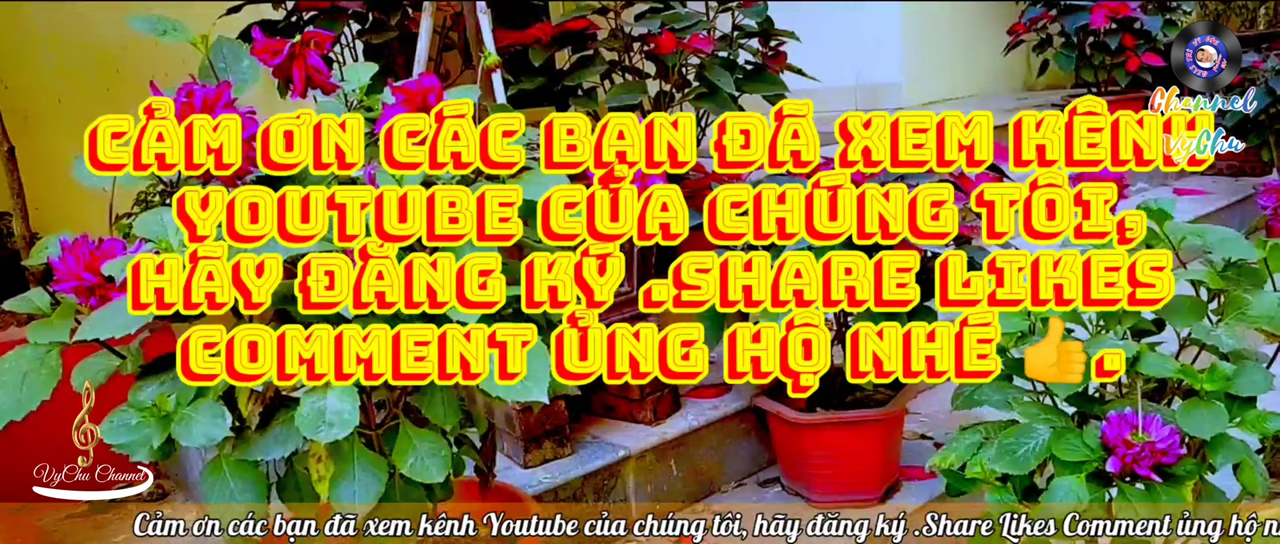 Channel
VyChu
CẢM ƠN CÁC BẠN ĐÃ XEM KÊNH
YOUTUBE CỦA CHÚNG TÔI,
HÃY ĐĂNG KÝ .SHARE LIKES
COMMENT ỦNG HỘ NHÉ 👍.
VyChu Channel
Cảm ơn các bạn đã xem kênh Youtube của chúng tôi, hãy đăng ký .Share Likes Comment ủng hộ n